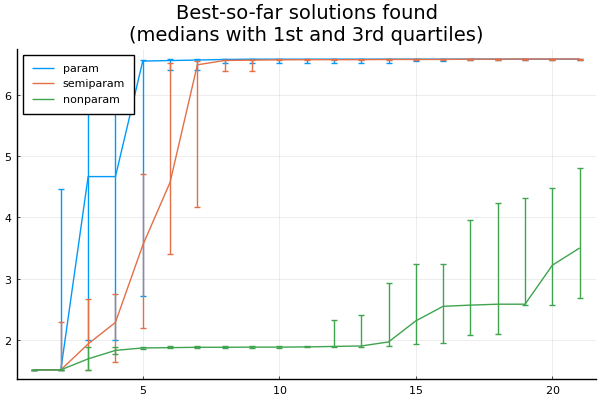 Best-so-far solutions found
(medians with 1st and 3rd quartiles)
param
semiparam
nonparam
6
5
4
3
2
5
10
15
20